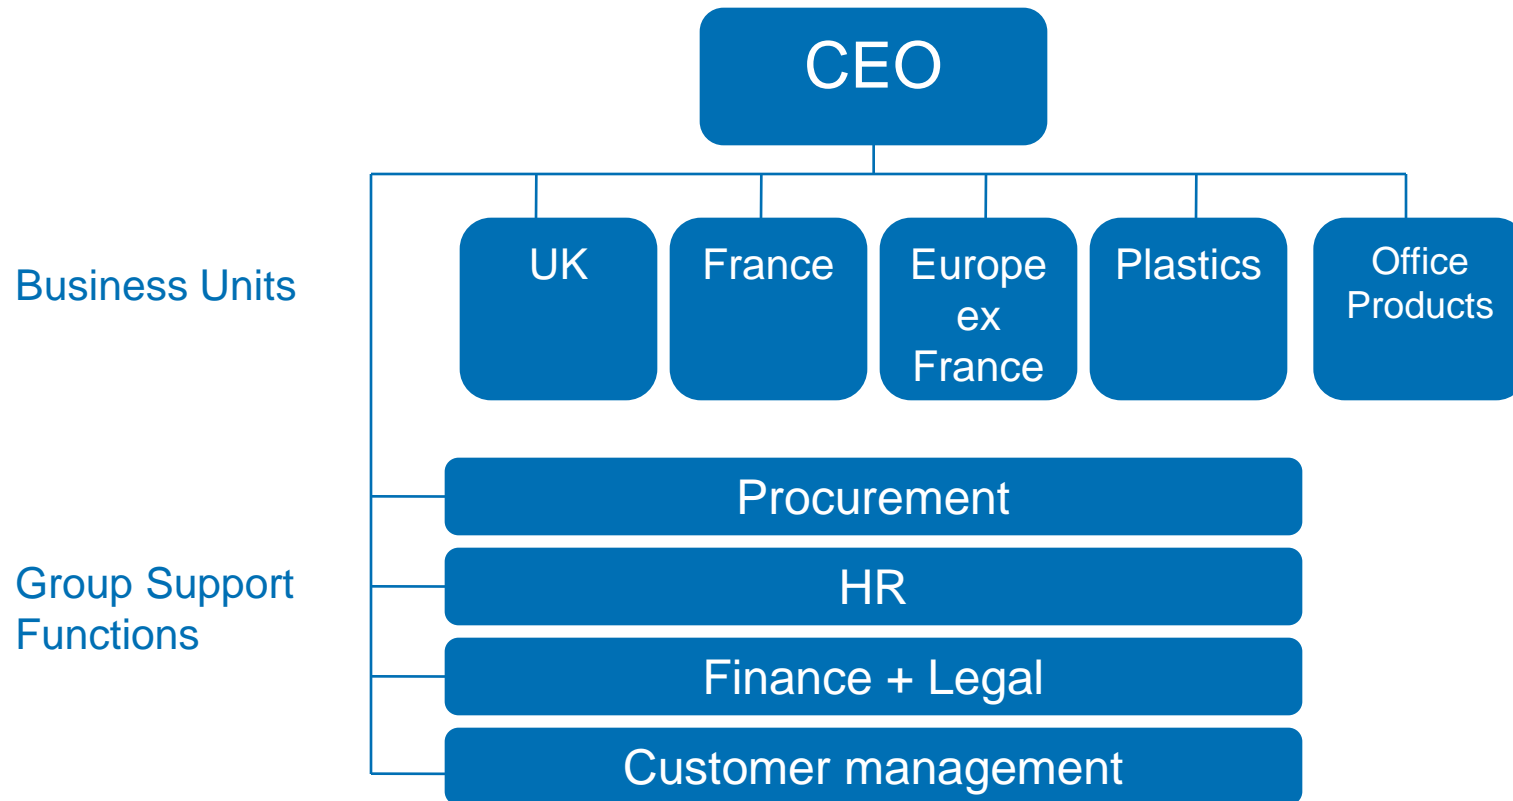 CEO
Business Units
UK
France
Europe
ex
France
Plastics
Office
Products
Procurement
Group Support
Functions
HR
Finance + Legal
Customer management